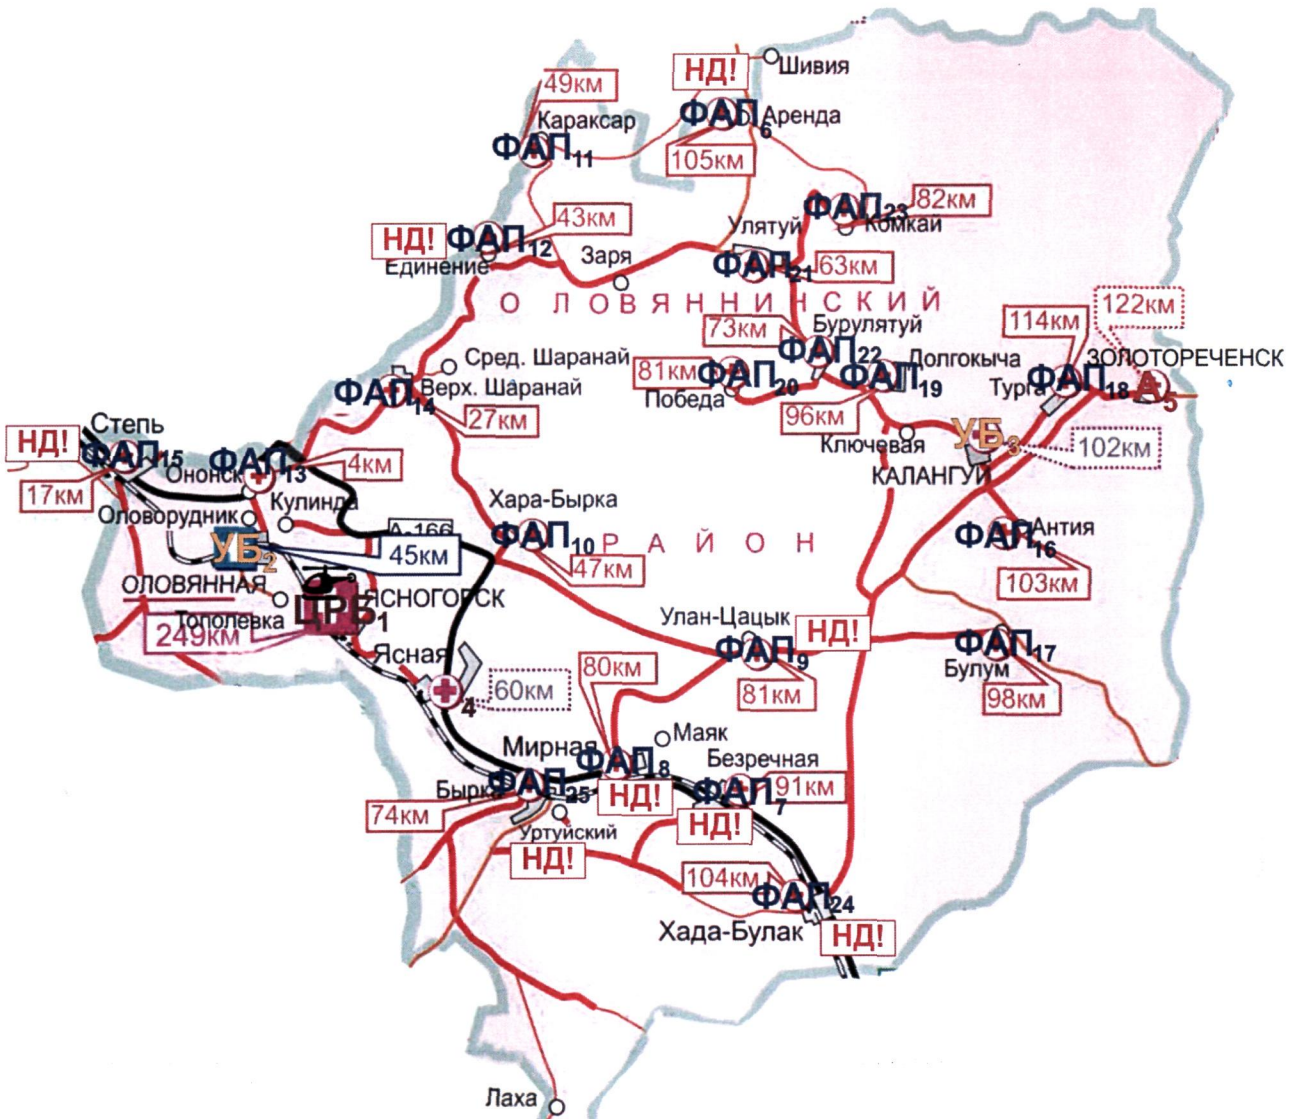 Шивия
НД!
49км
Караксар
ФАП6
Аренда
ФАП11
105км
82км
ФАП23
Комкай
43км
НД!
ФАП12
Единение
Заря
Улятуй
ФАП21
63км
ОЛОВЯННИНСКИЙ
122км
114км
73км
Бурулятуй
ФАП22
Сред. Шаранай
Верх. Шаранай
ФАП14
27км
81км
ФАП20
Победа
Долгокыча
ФАП19
96км
ЗОЛОТОРЕЧЕНСК
Турга
ФАП18
А5
Ключевая
УБ3
102км
КАЛАНГУЙ
Степь
НД!
ФАП15
17км
Ононск
ФАП13
4км
Кулинда
Оловорудник
А-166
УБ2
45км
Хара-Бырка
ФАП10
47км
РАЙОН
Антия
ФАП16
103км
ОЛОВЯННАЯ
ЦРБ1
ЯСНОГОРСК
Тополевка
249км
Улан-Цацык
НД!
ФАП9
81км
ФАП17
Булум
98км
Ясная
4
60км
80км
Маяк
Мирная
ФАП8
НД!
Безречная
ФАП7
91км
НД!
Бырка
ФАП25
74км
Уртуйский
НД!
104км
ФАП24
Хада-Булак
НД!
Лаха